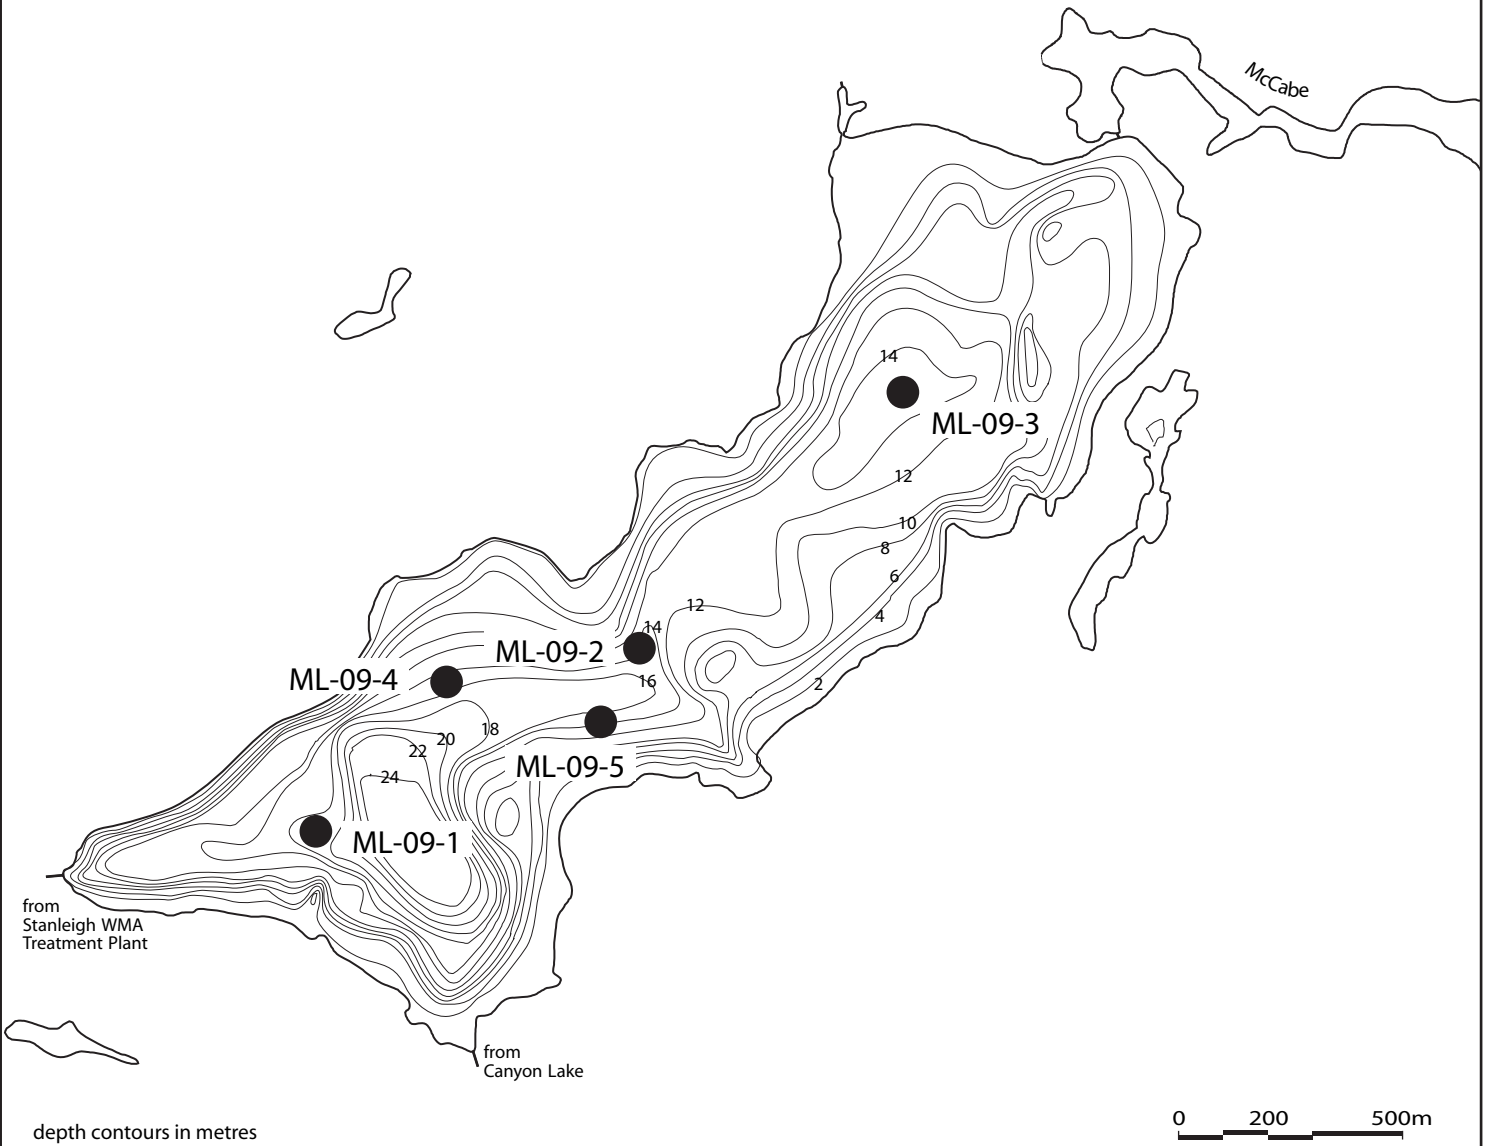 McCabe
14
ML-09-3
12
10
8
6
4
12
14
ML-09-2
ML-09-4
16
2
18
20
22
ML-09-5
24
ML-09-1
from
Stanleigh WMA
Treatment Plant
from
Canyon Lake
0 200 500m
depth contours in metres